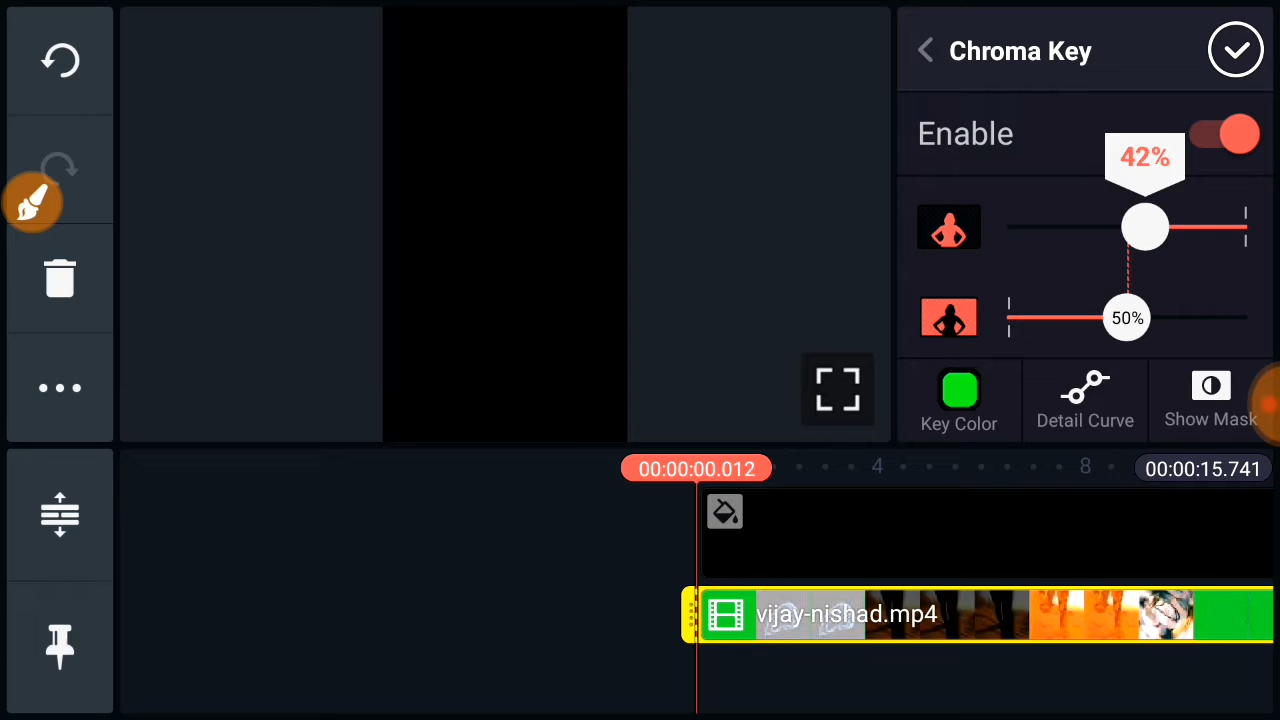 Chroma Key
Enable
42%
50%
Key Color
Detail Curve
Show Mask
00:00:00.012
4
8
00:00:15.741
vijay-nishad.mp4